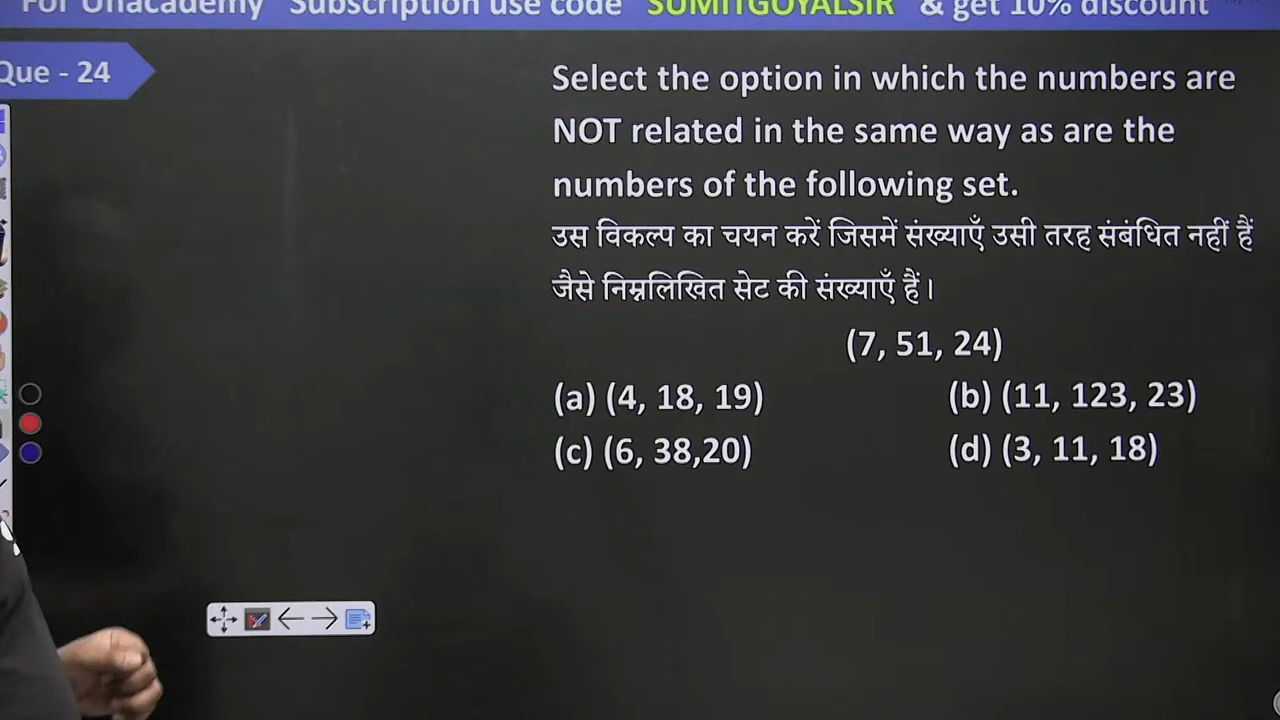 For Unacademy Subscription use code SUMITGOYALSIR & get 10% discount
Que - 24
Select the option in which the numbers are
NOT related in the same way as are the
numbers of the following set.
उस विकल्प का चयन करें जिसमें संख्याएँ उसी तरह संबंधित नहीं हैं
जैसे निम्नलिखित सेट की संख्याएँ हैं।
(7, 51, 24)
(a) (4, 18, 19) (b) (11, 123, 23)
(c) (6, 38,20) (d) (3, 11, 18)